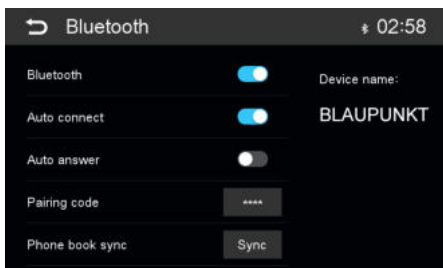 Bluetooth
02:58
Bluetooth
Device name:
Auto connect
BLAUPUNKT
Auto answer
Pairing code
****
Phone book sync
Sync